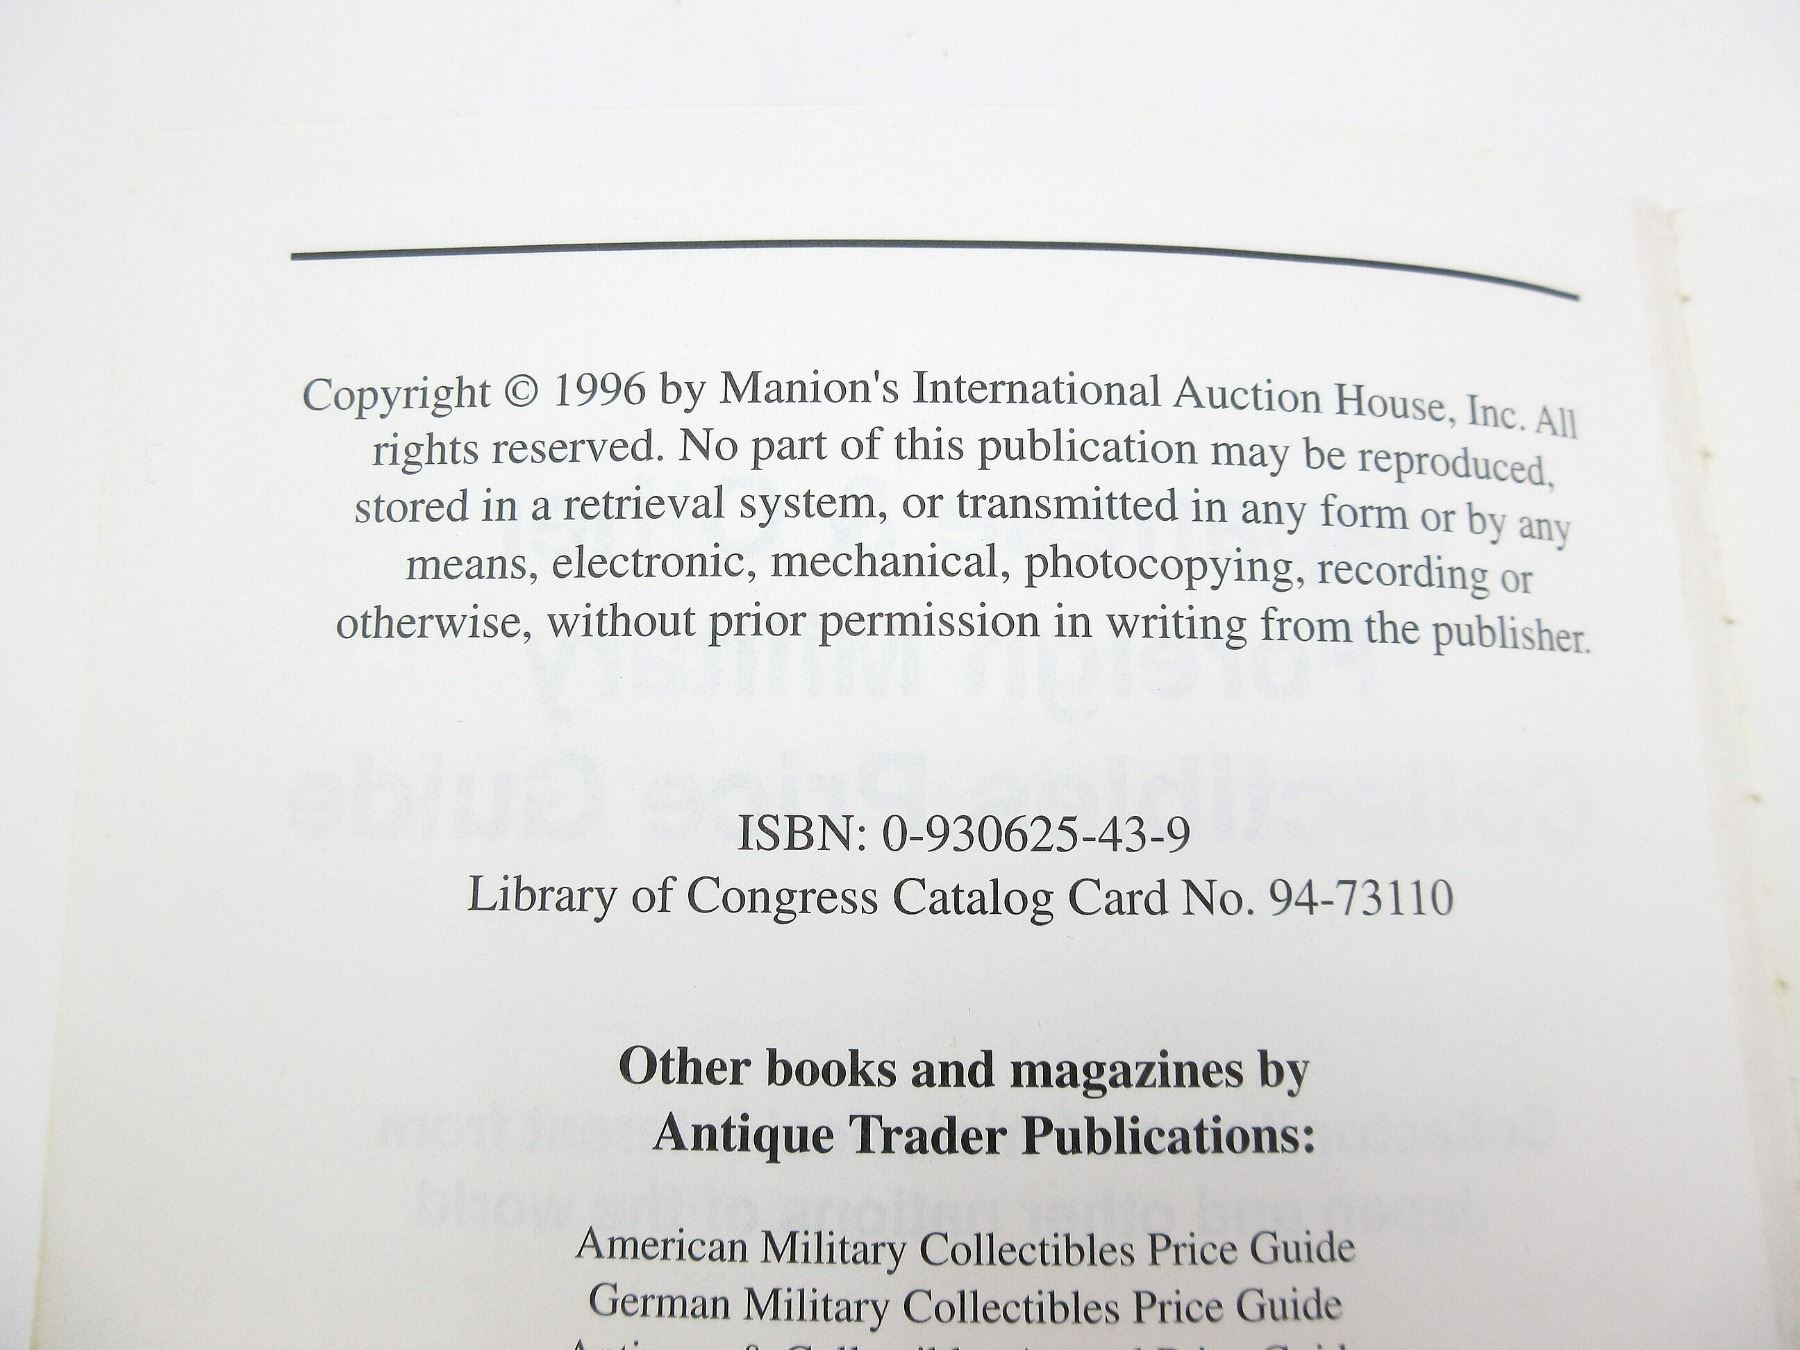 Copyright © 1996 by Manion's International Auction House, Inc. All
rights reserved. No part of this publication may be reproduced,
stored in a retrieval system, or transmitted in any form or by any
means, electronic, mechanical, photocopying, recording or
otherwise, without prior permission in writing from the publisher.
ISBN: 0-930625-43-9
Library of Congress Catalog Card No. 94-73110
Other books and magazines by
Antique Trader Publications:
American Military Collectibles Price Guide
German Military Collectibles Price Guide